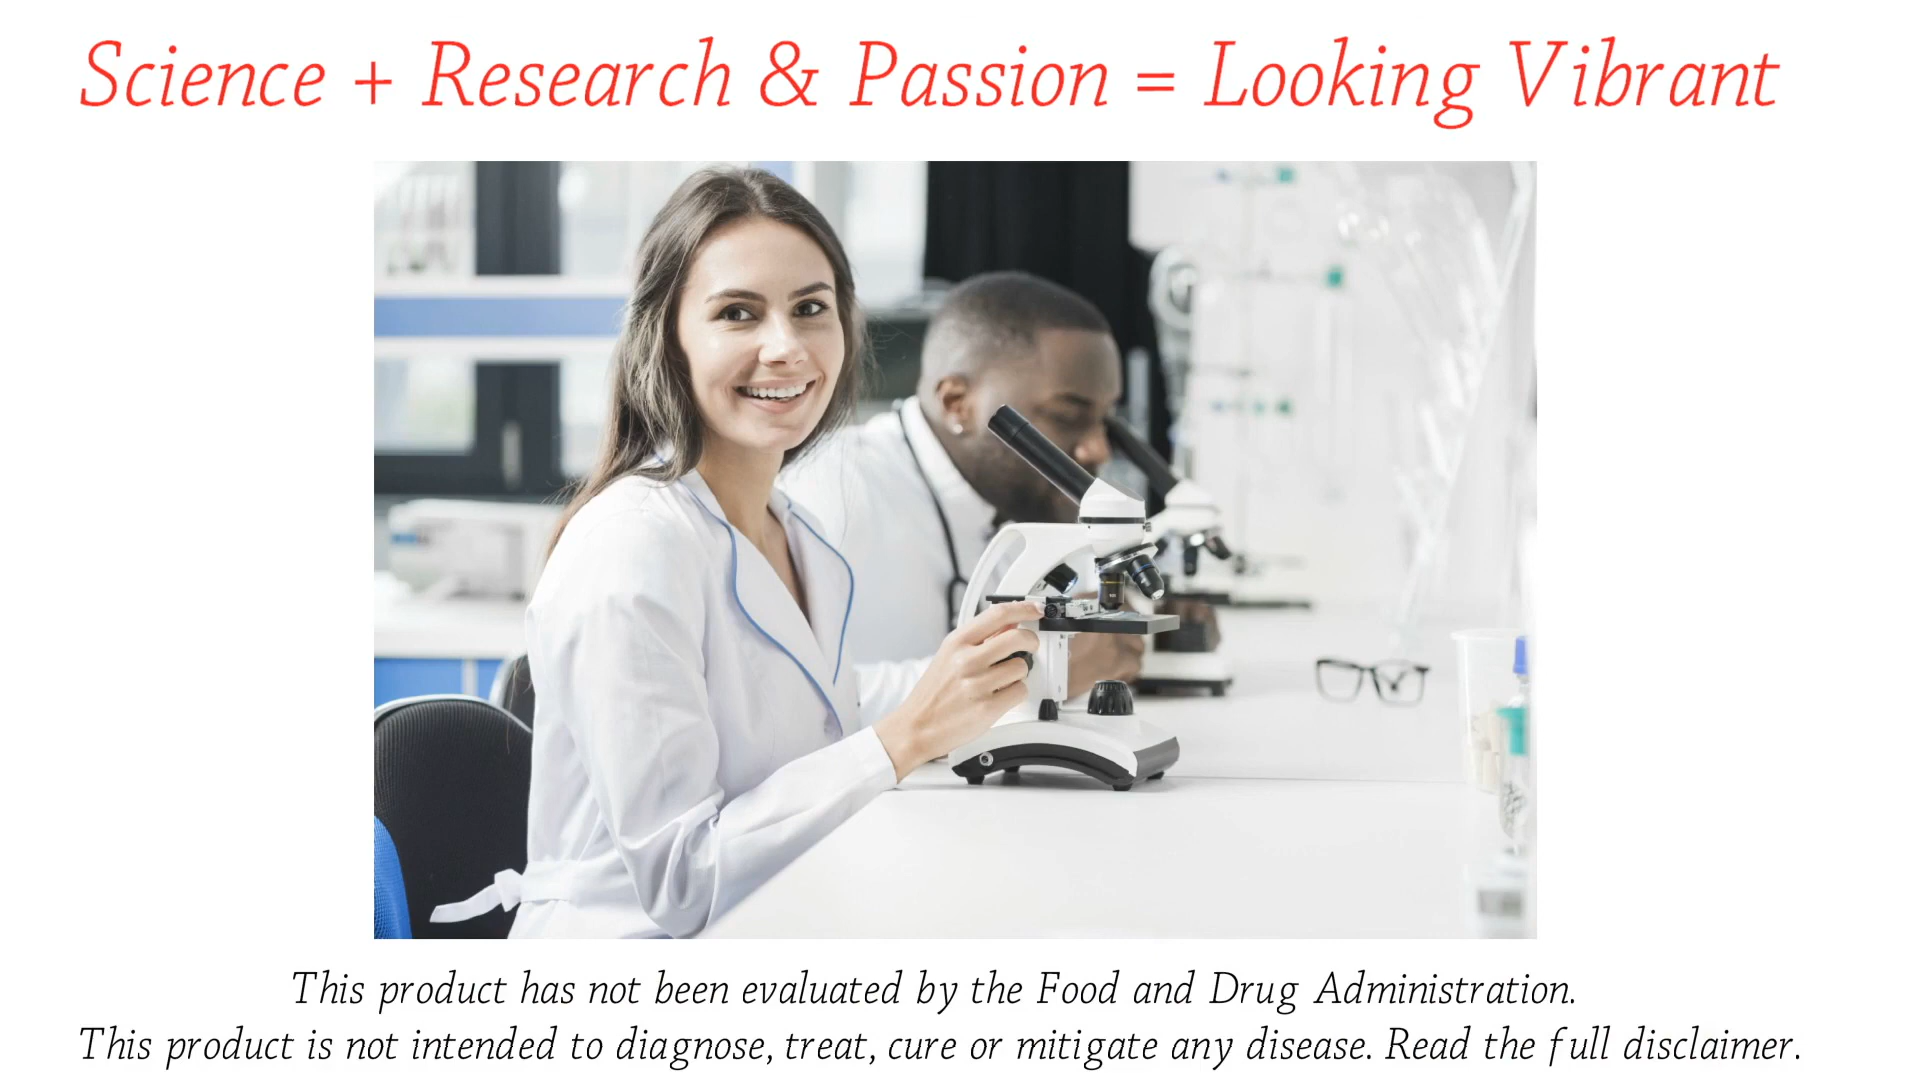 Science + Research & Passion = Looking Vibrant
This product has not been evaluated by the Food and Drug Administration.
This product is not intended to diagnose, treat, cure or mitigate any disease. Read the full disclaimer.